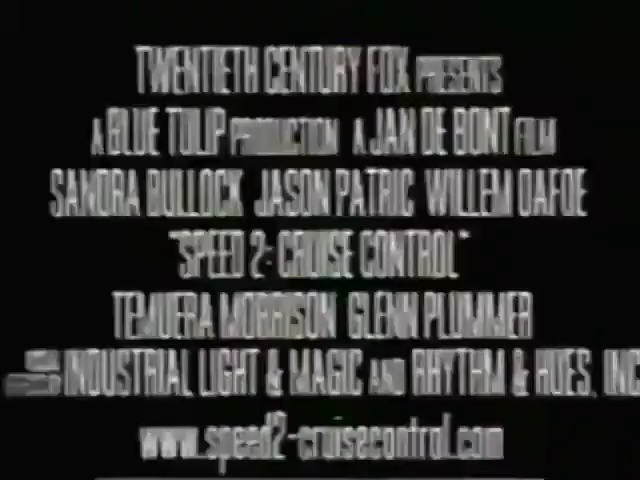 TWENTIETH CENTURY FOX PRESENTS
A BLUE TULIP PRODUCTION A JAN DE BONT FILM
SANDRA BULLOCK JASON PATRIC WILLEM DAFOE
"SPEED 2: CRUISE CONTROL"
TEMUERA MORRISON GLENN PLUMMER
INDUSTRIAL LIGHT & MAGIC AND RHYTHM & HUES, INC
www.speed2-cruisecontrol.com